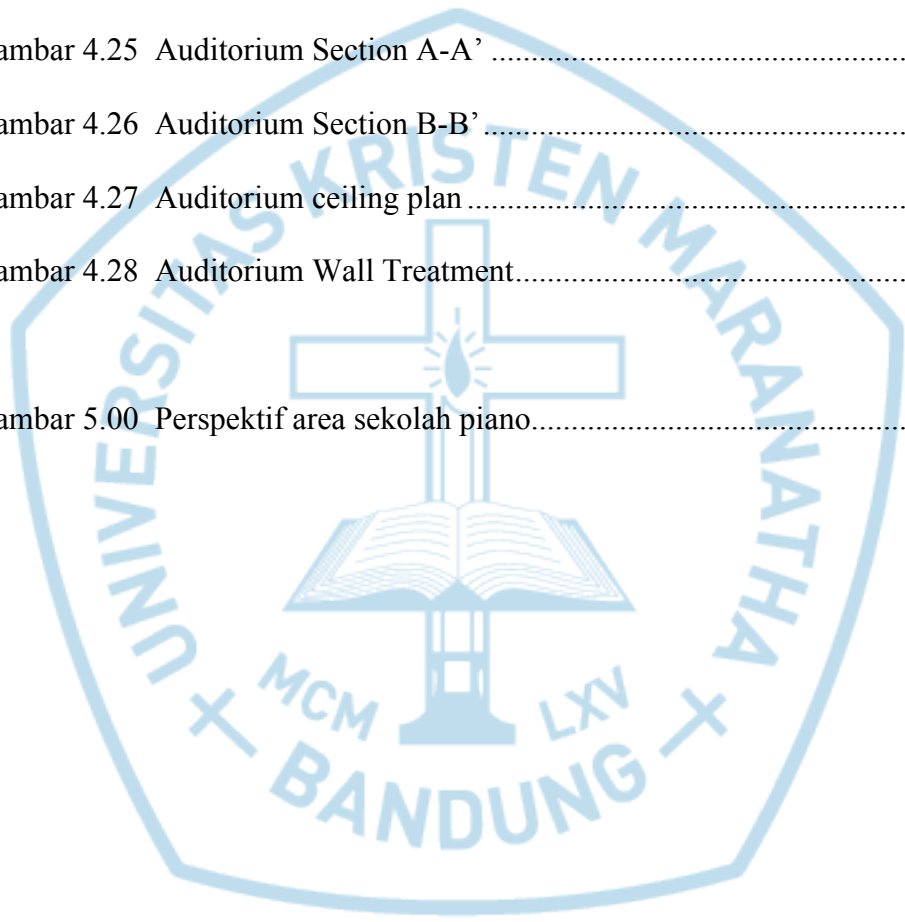 ambar 4.25 Auditorium Section A-A’ ............................................................
ambar 4.26 Auditorium Section B-B’ .............................................................
ambar 4.27 Auditorium ceiling plan ................................................................
ambar 4.28 Auditorium Wall Treatment .........................................................
ambar 5.00 Perspektif area sekolah piano.......................................................
UNIVERSITAS KRISTEN MARANATHA
MCM LXV
BANDUNG